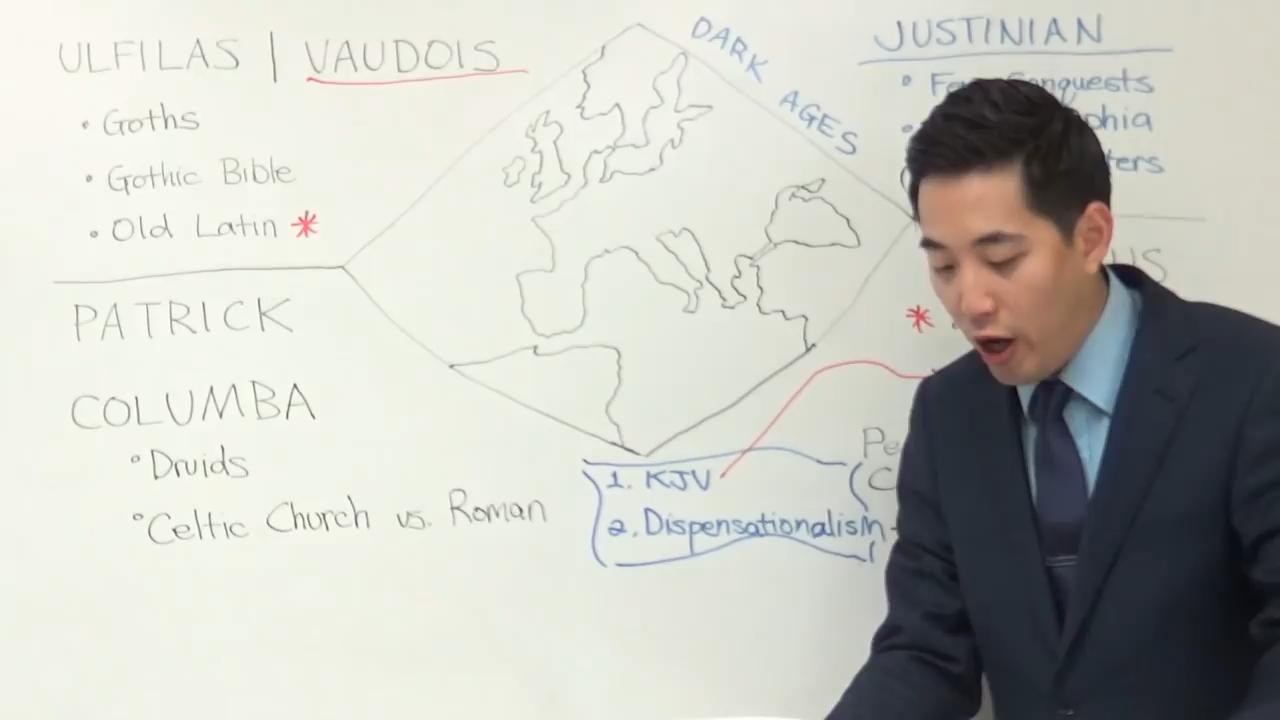 ULFILAS | VAUDOIS
• Goths
• Gothic Bible
• Old Latin *
PATRICK
COLUMBA
• Druids
• Celtic Church vs. Roman
DARK AGES
1. KJV
2. Dispensationalism
JUSTINIAN
*